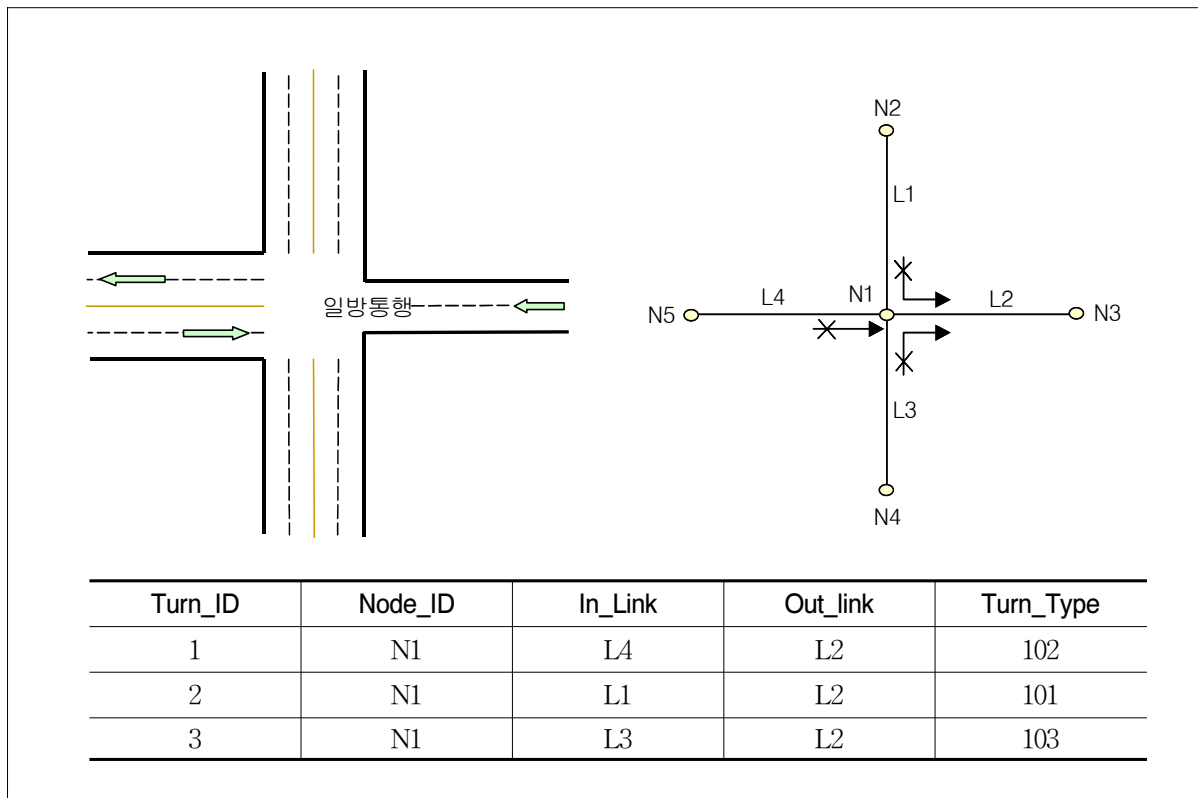 일방통행
N2
L1
N5
L4
N1
L2
N3
L3
N4
Turn_ID Node_ID In_Link Out_link Turn_Type
1 N1 L4 L2 102
2 N1 L1 L2 101
3 N1 L3 L2 103